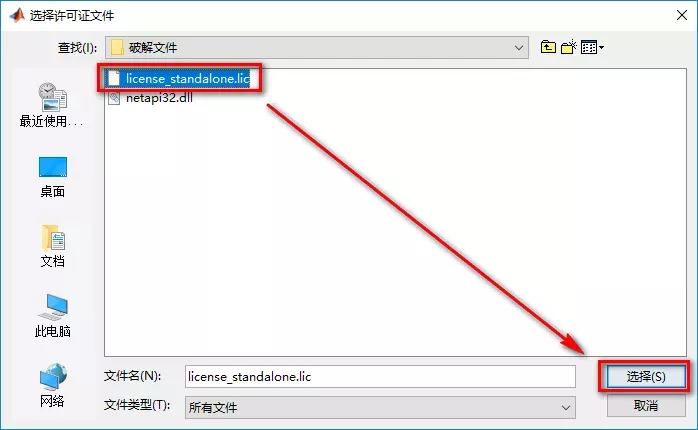 选择许可证文件
查找(I):
破解文件
license_standalone.lic
netapi32.dll
最近使用...
桌面
文档
此电脑
网络
文件名(N):
license_standalone.lic
选择(S)
文件类型(T):
所有文件
取消